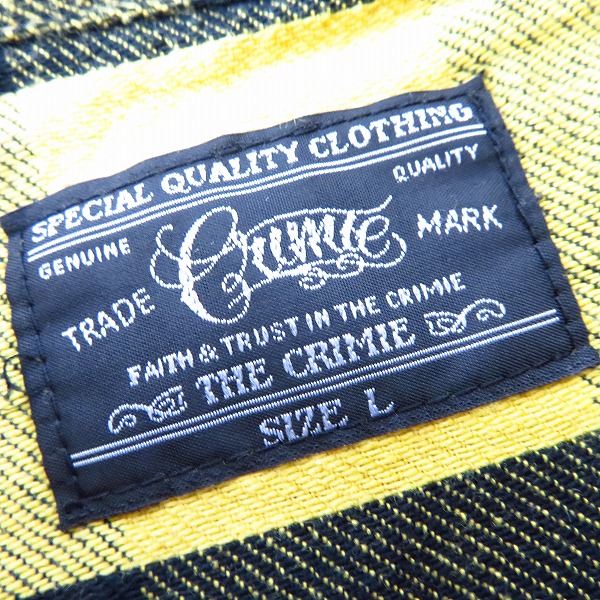 SPECIAL QUALITY CLOTHING
GENUINE QUALITY
TRADE Crimie MARK
FAITH & TRUST IN THE CRIMIE
THE CRIMIE
SIZE L